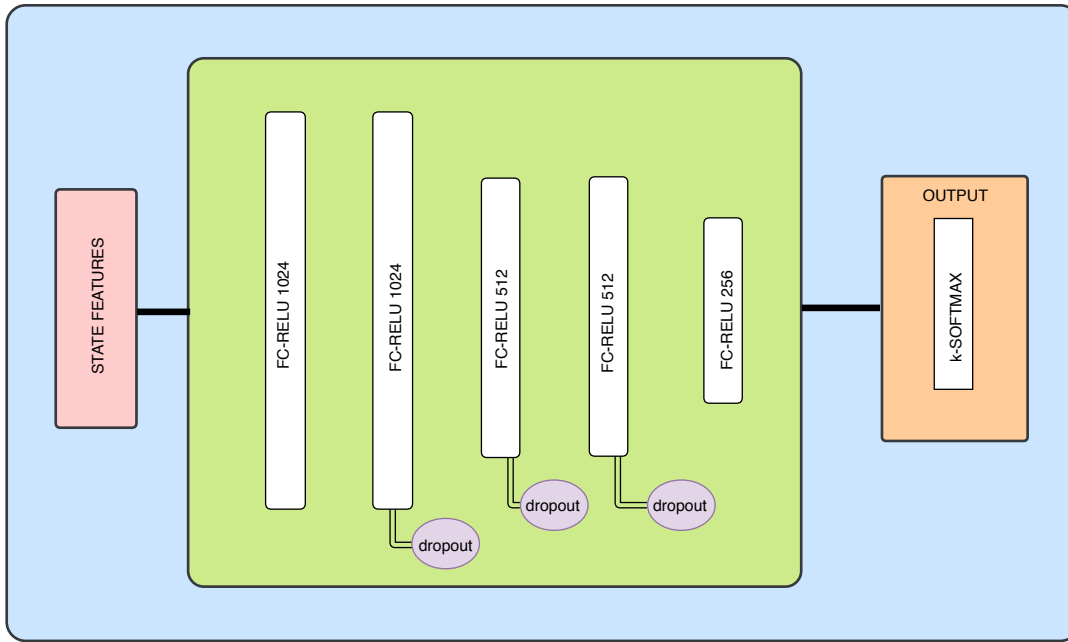 STATE FEATURES
FC-RELU 1024
FC-RELU 1024
dropout
FC-RELU 512
dropout
FC-RELU 512
dropout
FC-RELU 256
OUTPUT
k-SOFTMAX